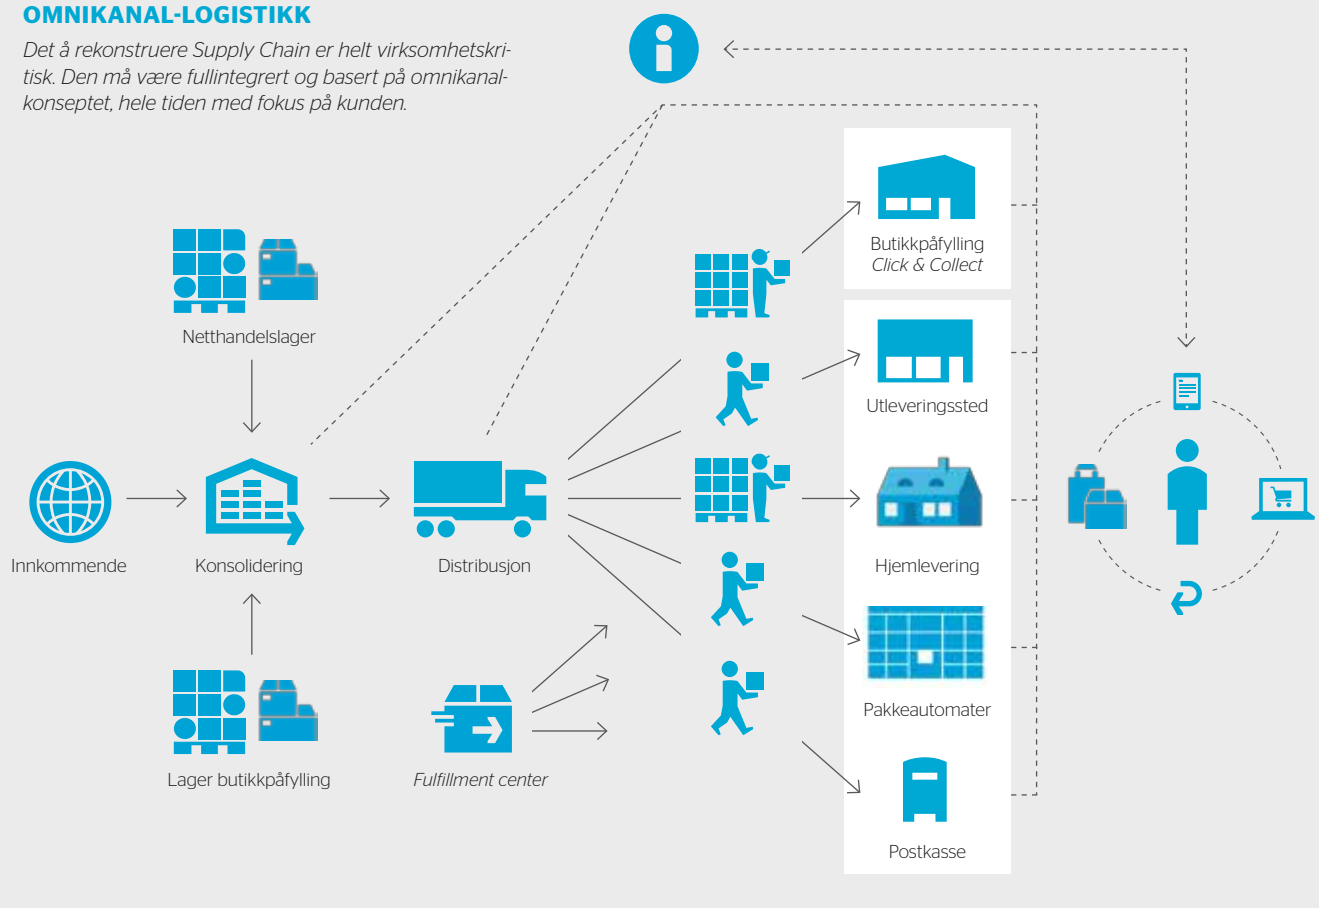 OMNIKANAL-LOGISTIKK
Det å rekonstruere Supply Chain er helt virksomhetskri-
tisk. Den må være fullintegrert og basert på omnikanal-
konseptet, hele tiden med fokus på kunden.
Butikkpåfylling
Click & Collect
Netthandelslager
Utleveringssted
Innkommende
Konsolidering
Distribusjon
Hjemlevering
Pakkeautomater
Lager butikkpåfylling
Fulfillment center
Postkasse